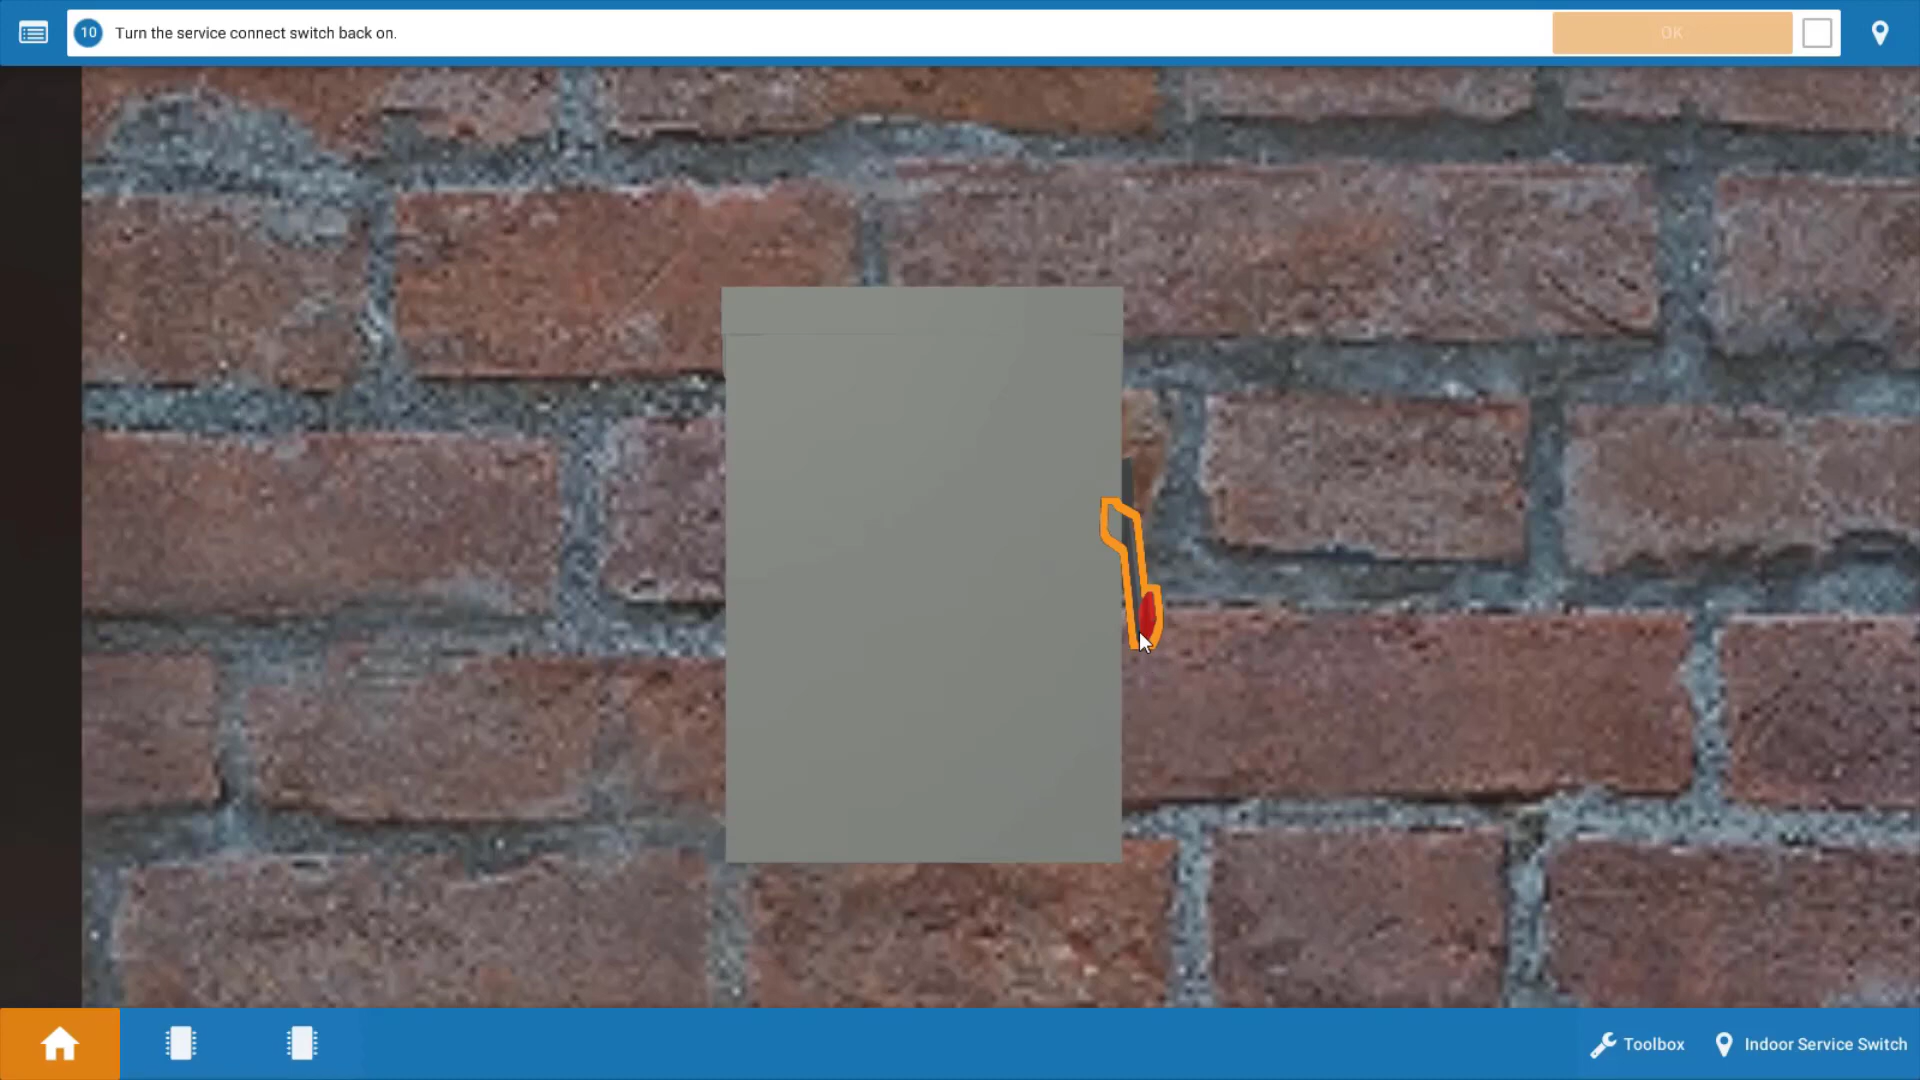 10 Turn the service connect switch back on.
OK
Toolbox
Indoor Service Switch